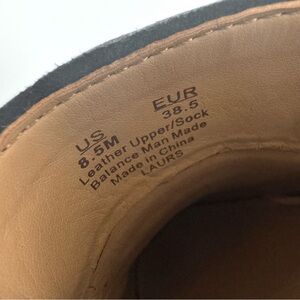 US EUR
8.5M 38.5
Leather Upper/Sock
Balance Man Made
Made in China
LAURS